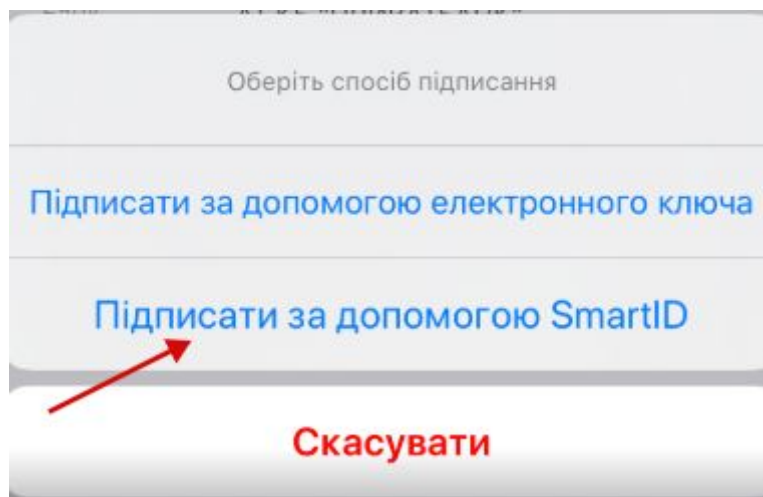 Оберіть спосіб підписання
Підписати за допомогою електронного ключа
Підписати за допомогою SmartID
Скасувати